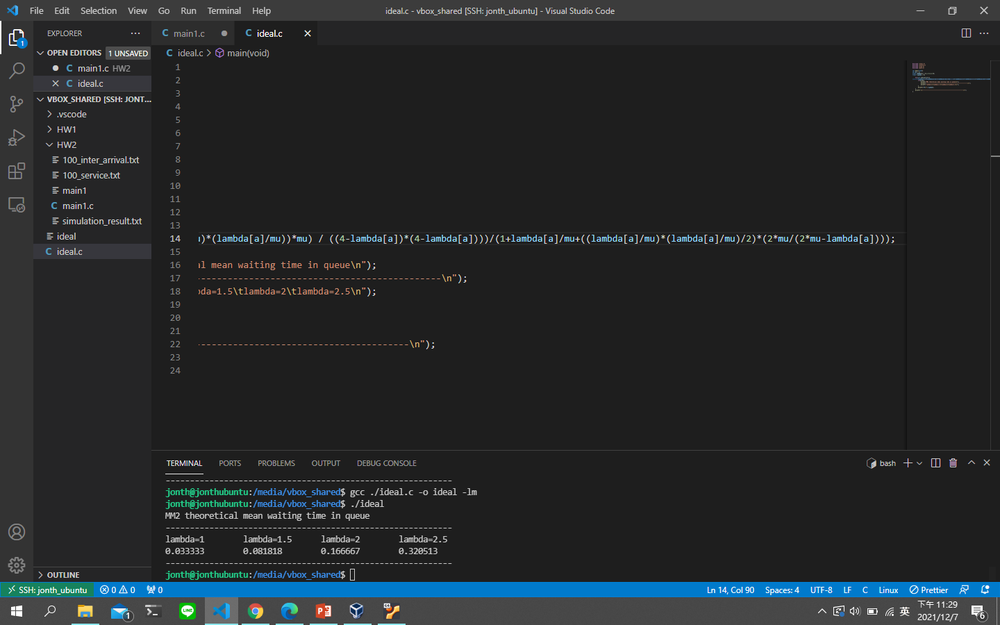 File Edit Selection View Go Run Terminal Help
ideal.c - vbox_shared [SSH: jonth_ubuntu] - Visual Studio Code
EXPLORER
OPEN EDITORS 1 UNSAVED
main1.c HW2
ideal.c
VBOX_SHARED [SSH: JONT...
.vscode
HW1
HW2
100_inter_arrival.txt
100_service.txt
main1
main1.c
simulation_result.txt
ideal
ideal.c
OUTLINE
1
main1.c ideal.c
ideal.c > main(void)
1
2
3
4
5
6
7
8
9
10
11
12
13
14 )*(lambda[a]/mu))*mu) / ((4-lambda[a])*(4-lambda[a])))/(1+lambda[a]/mu+((lambda[a]/mu)*(lambda[a]/mu)/2)*(2*mu/(2*mu-lambda[a])));
15
16 al mean waiting time in queue\n");
17 ---------------------------------------------\n");
18 bda=1.5\tlambda=2\tlambda=2.5\n");
19
20
21
22 ---------------------------------------\n");
23
24
TERMINAL PORTS PROBLEMS OUTPUT DEBUG CONSOLE
bash
-----------------------------------------------------------
jonth@jonthubuntu:/media/vbox_shared$ gcc ./ideal.c -o ideal -lm
jonth@jonthubuntu:/media/vbox_shared$ ./ideal
MM2 theoretical mean waiting time in queue
-----------------------------------------------------------
lambda=1 lambda=1.5 lambda=2 lambda=2.5
0.033333 0.081818 0.166667 0.320513
-----------------------------------------------------------
jonth@jonthubuntu:/media/vbox_shared$
SSH: jonth_ubuntu 0 0 0
Ln 14, Col 90 Spaces: 4 UTF-8 LF C Linux Prettier
1
LINE
64
英
下午 11:29
2021/12/7
6